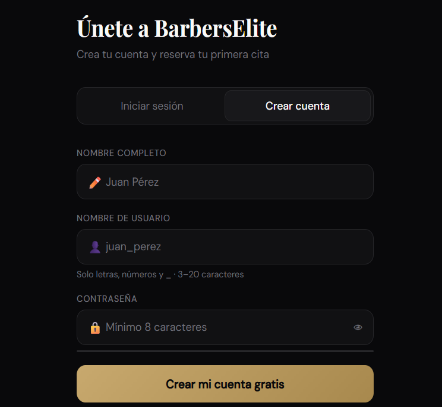 Únete a BarbersElite
Crea tu cuenta y reserva tu primera cita
Iniciar sesión
Crear cuenta
NOMBRE COMPLETO
Juan Pérez
NOMBRE DE USUARIO
juan_perez
Solo letras, números y _ · 3–20 caracteres
CONTRASEÑA
Mínimo 8 caracteres
Crear mi cuenta gratis